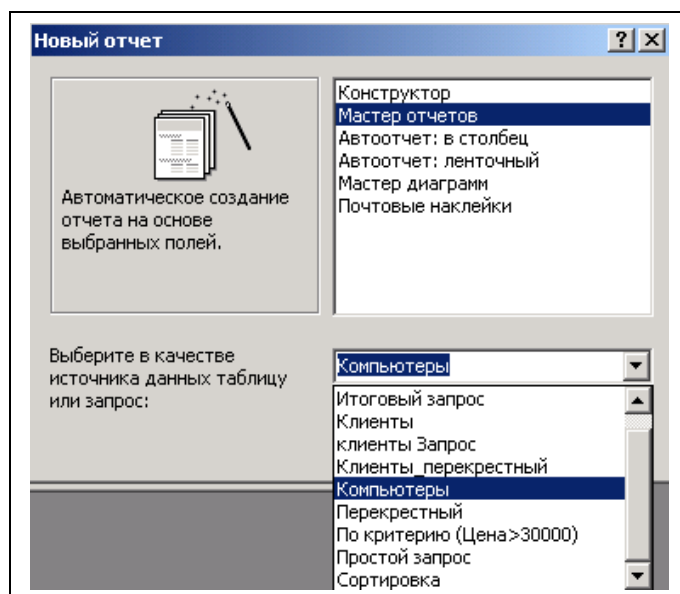 Новый отчет
Конструктор
Мастер отчетов
Автоотчет: в столбец
Автоотчет: ленточный
Мастер диаграмм
Почтовые наклейки
Автоматическое создание
отчета на основе
выбранных полей.
Выберите в качестве
источника данных таблицу
или запрос:
Компьютеры
Итоговый запрос
Клиенты
клиенты Запрос
Клиенты_перекрестный
Компьютеры
Перекрестный
По критерию (Цена>30000)
Простой запрос
Сортировка